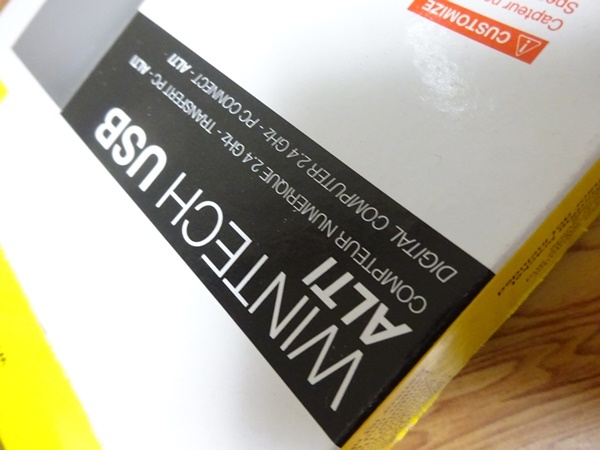 WINTECH USB
ALTI
COMPTEUR NUMERIQUE 2.4 GHZ - TRANSFERT PC - ALTI
DIGITAL COMPUTER 2.4 GHz - PC CONNECT - ALTI
CUSTOMIZE
Capteur